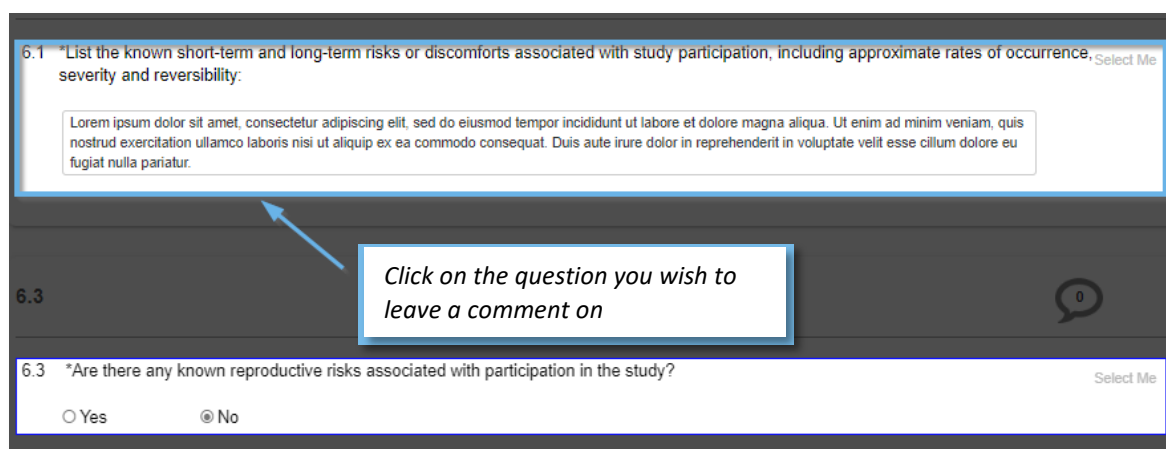 6.1 *List the known short-term and long-term risks or discomforts associated with study participation, including approximate rates of occurrence, Select Me
severity and reversibility:
Lorem ipsum dolor sit amet, consectetur adipiscing elit, sed do eiusmod tempor incididunt ut labore et dolore magna aliqua. Ut enim ad minim veniam, quis
nostrud exercitation ullamco laboris nisi ut aliquip ex ea commodo consequat. Duis aute irure dolor in reprehenderit in voluptate velit esse cillum dolore eu
fugiat nulla pariatur.
Click on the question you wish to
leave a comment on
6.3 0
6.3 *Are there any known reproductive risks associated with participation in the study? Select Me
Yes No